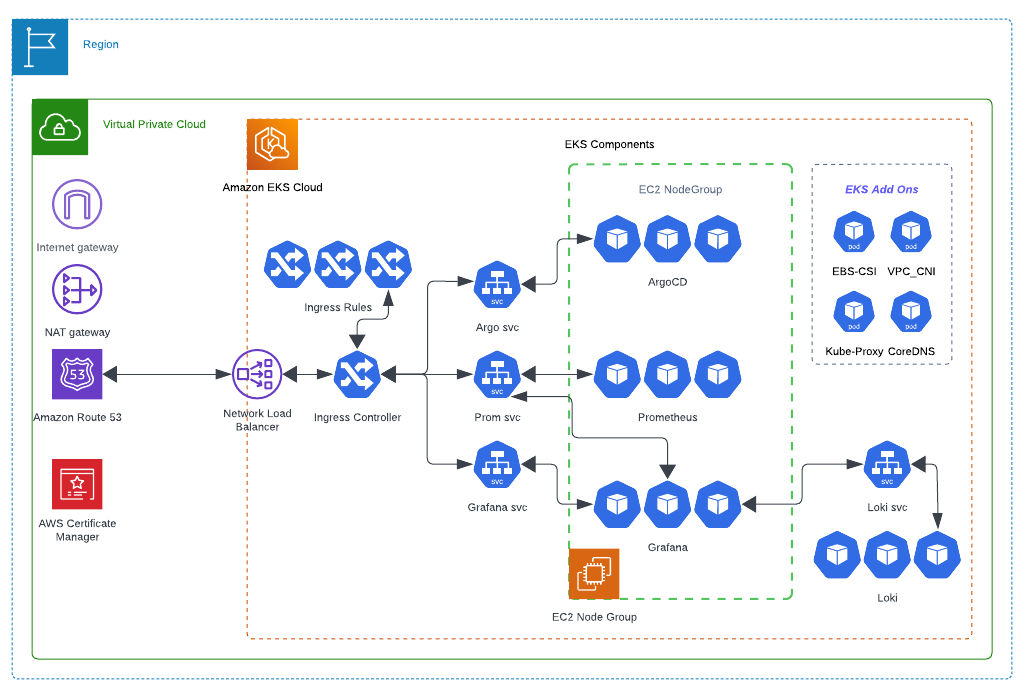 Region
Virtual Private Cloud
Amazon EKS Cloud
EKS Components
EC2 NodeGroup
EKS Add Ons
pod
pod
EBS-CSI
VPC_CNI
pod
pod
Kube-Proxy
CoreDNS
Internet gateway
NAT gateway
53
Amazon Route 53
AWS Certificate
Manager
Ingress Rules
Network Load
Balancer
Ingress Controller
svc
Argo svc
svc
Prom svc
svc
Grafana svc
ArgoCD
Prometheus
Grafana
EC2 Node Group
svc
Loki svc
Loki
K